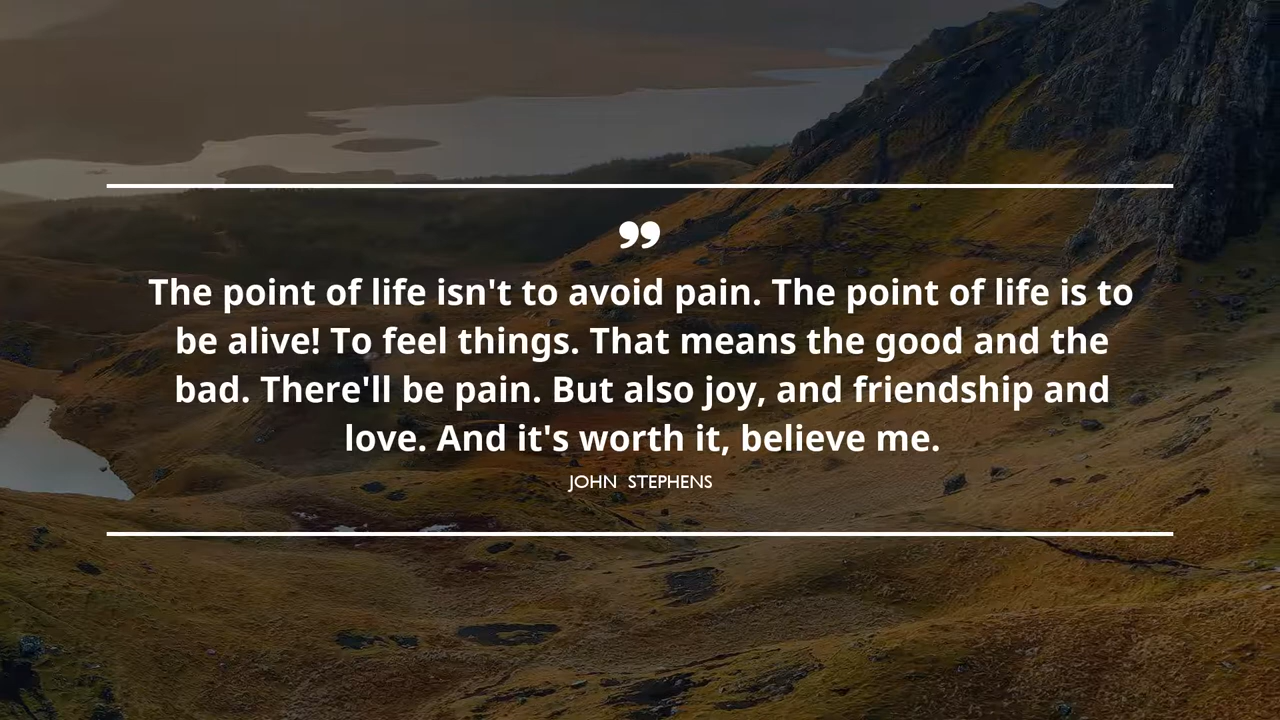 ”
The point of life isn't to avoid pain. The point of life is to
be alive! To feel things. That means the good and the
bad. There'll be pain. But also joy, and friendship and
love. And it's worth it, believe me.
JOHN STEPHENS